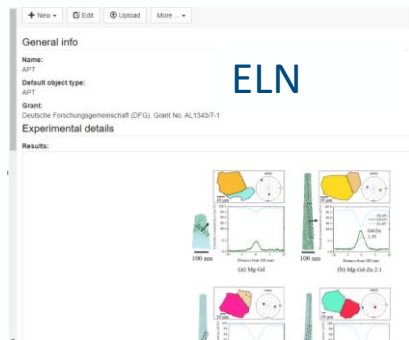 New Edit Upload More ...
General info
ELN
Name:
APT
Default object type:
APT
Grant:
Deutsche Forschungsgemeinschaft (DFG), Grant No. AL1343/7-1
Experimental details
Results:
100 nm
100 nm
(a) Mg-Gd
(b) Mg-Gd-Zn 2:1